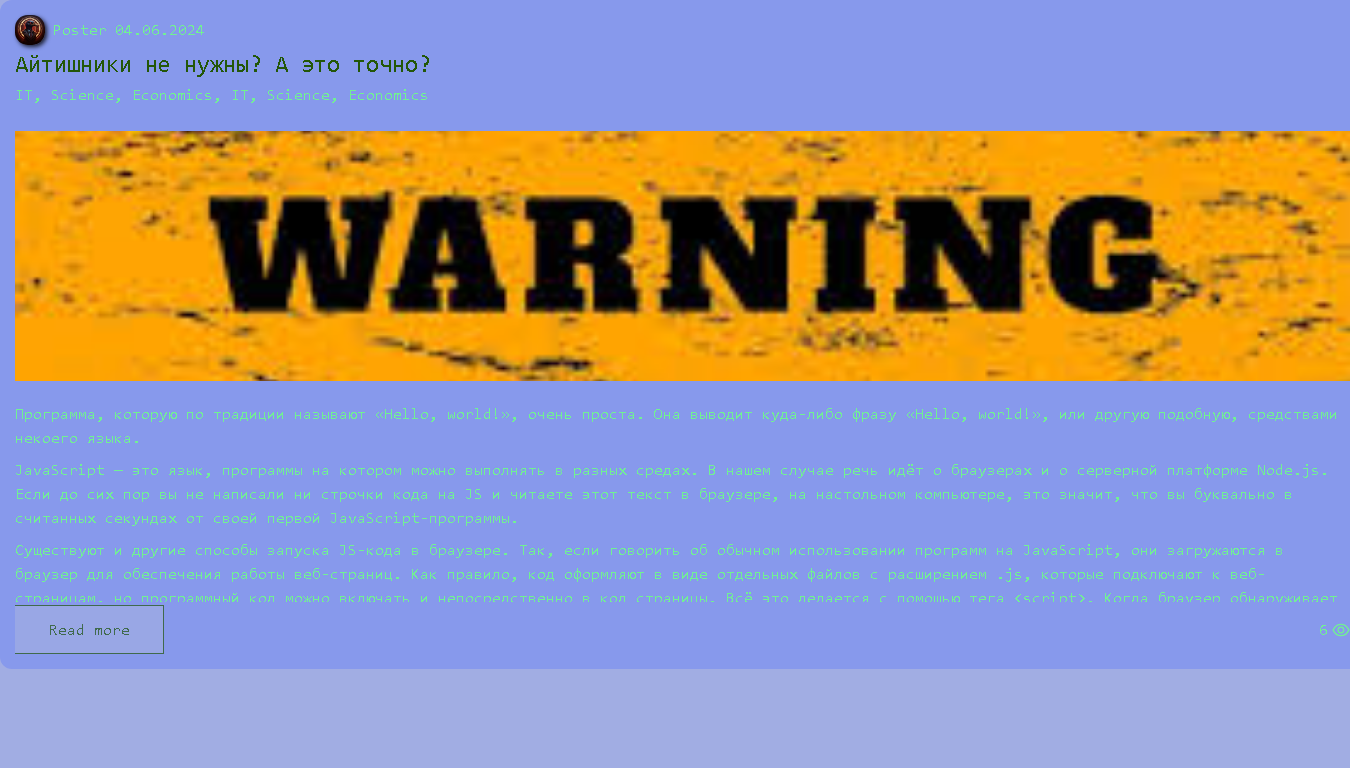 Poster 04.06.2024
Айтишники не нужны? А это точно?
IT, Science, Economics, IT, Science, Economics
WARNING
Программа, которую по традиции называют «Hello, world!», очень проста. Она выводит куда-либо фразу «Hello, world!», или другую подобную, средствами
некоего языка.
JavaScript — это язык, программы на котором можно выполнять в разных средах. В нашем случае речь идёт о браузерах и о серверной платформе Node.js.
Если до сих пор вы не написали ни строчки кода на JS и читаете этот текст в браузере, на настольном компьютере, это значит, что вы буквально в
считанных секундах от своей первой JavaScript-программы.
Существуют и другие способы запуска JS-кода в браузере. Так, если говорить об обычном использовании программ на JavaScript, они загружаются в
браузер для обеспечения работы веб-страниц. Как правило, код оформляют в виде отдельных файлов с расширением .js, которые подключают к веб-
страницам, но программный код можно включать и непосредственно в код страницы. Всё это делается с помощью тега <script>. Когда браузер обнаруживает
Read more
6